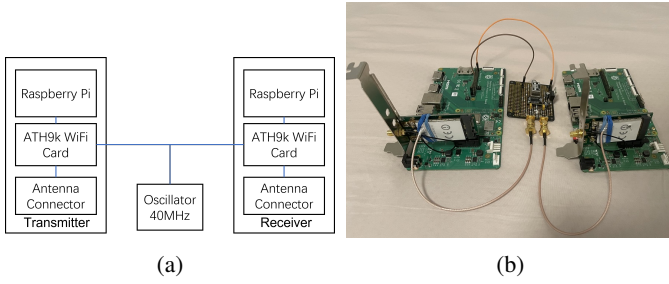 Raspberry Pi
ATH9k WiFi
Card
Antenna
Connector
Transmitter
Oscillator
40MHz
Raspberry Pi
ATH9k WiFi
Card
Antenna
Connector
Receiver
(a)
(b)